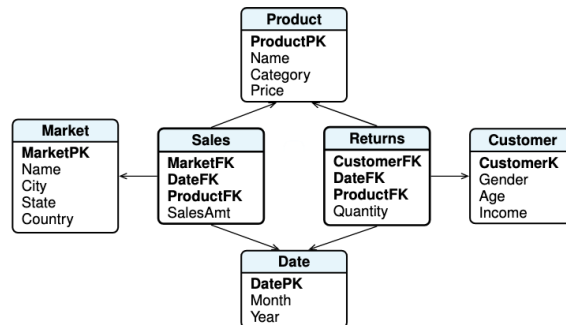 Product
ProductPK
Name
Category
Price
Market
MarketPK
Name
City
State
Country
Sales
MarketFK
DateFK
ProductFK
SalesAmt
Returns
CustomerFK
DateFK
ProductFK
Quantity
Customer
CustomerK
Gender
Age
Income
Date
DatePK
Month
Year